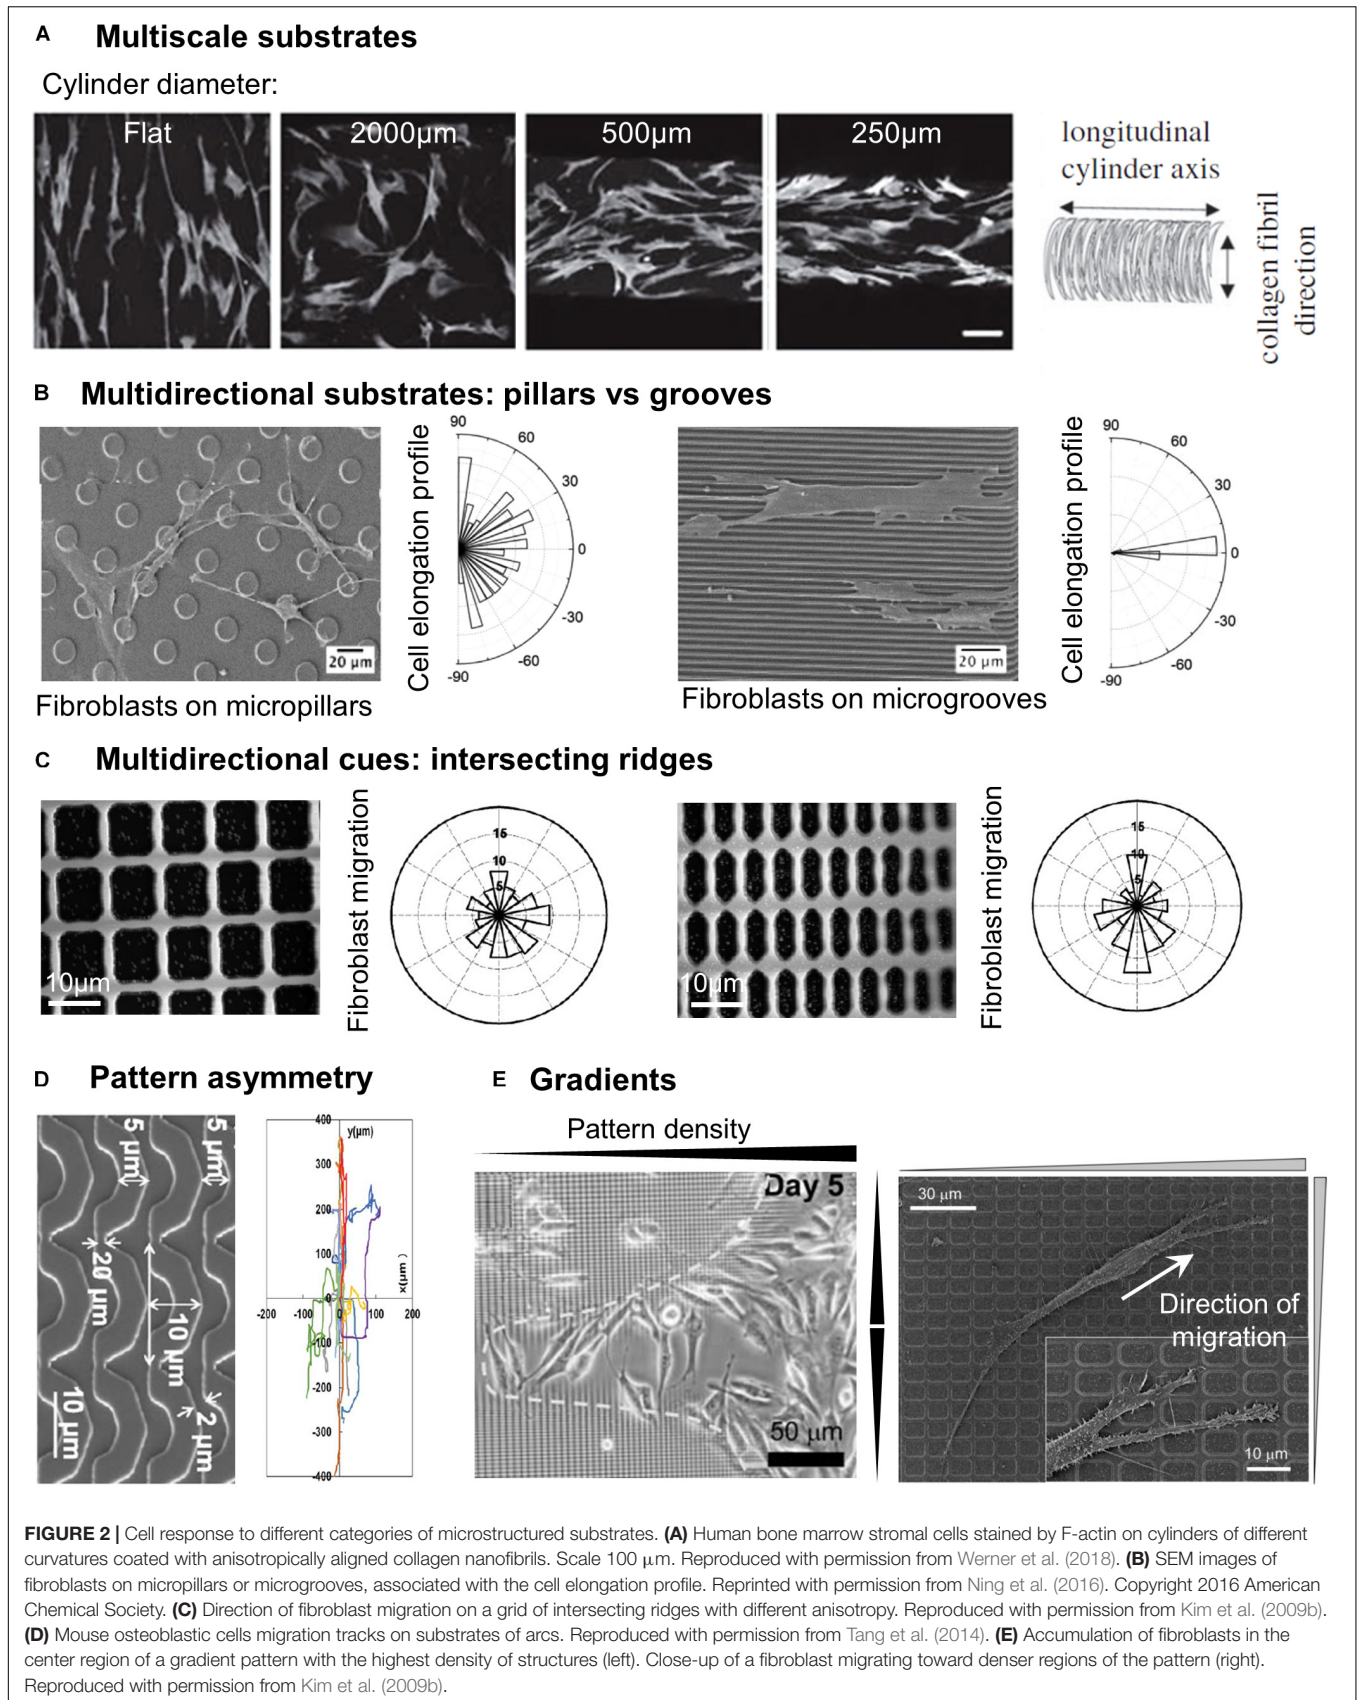 A Multiscale substrates
Cylinder diameter:
Flat
2000µm
500µm
250µm
longitudinal
cylinder axis
collagen fibril
direction
B Multidirectional substrates: pillars vs grooves
20 µm
Fibroblasts on micropillars
Cell elongation profile
90
60
30
0
-30
-60
-90
20 µm
Fibroblasts on microgrooves
Cell elongation profile
90
60
30
0
-30
-60
-90
C Multidirectional cues: intersecting ridges
10µm
Fibroblast migration
15
10
5
10µm
Fibroblast migration
15
10
5
D Pattern asymmetry
5 µm
5 µm
20 µm
10 µm
2 µm
10 µm
400
y(µm)
300
200
100
0
-200
-100
0
100
200
x(µm )
-100
-200
-300
-400
E Gradients
Pattern density
Day 5
50 µm
30 µm
Direction of
migration
10 µm
FIGURE 2 | Cell response to different categories of microstructured substrates. (A) Human bone marrow stromal cells stained by F-actin on cylinders of different
curvatures coated with anisotropically aligned collagen nanofibrils. Scale 100 µm. Reproduced with permission from Werner et al. (2018). (B) SEM images of
fibroblasts on micropillars or microgrooves, associated with the cell elongation profile. Reprinted with permission from Ning et al. (2016). Copyright 2016 American
Chemical Society. (C) Direction of fibroblast migration on a grid of intersecting ridges with different anisotropy. Reproduced with permission from Kim et al. (2009b).
(D) Mouse osteoblastic cells migration tracks on substrates of arcs. Reproduced with permission from Tang et al. (2014). (E) Accumulation of fibroblasts in the
center region of a gradient pattern with the highest density of structures (left). Close-up of a fibroblast migrating toward denser regions of the pattern (right).
Reproduced with permission from Kim et al. (2009b).